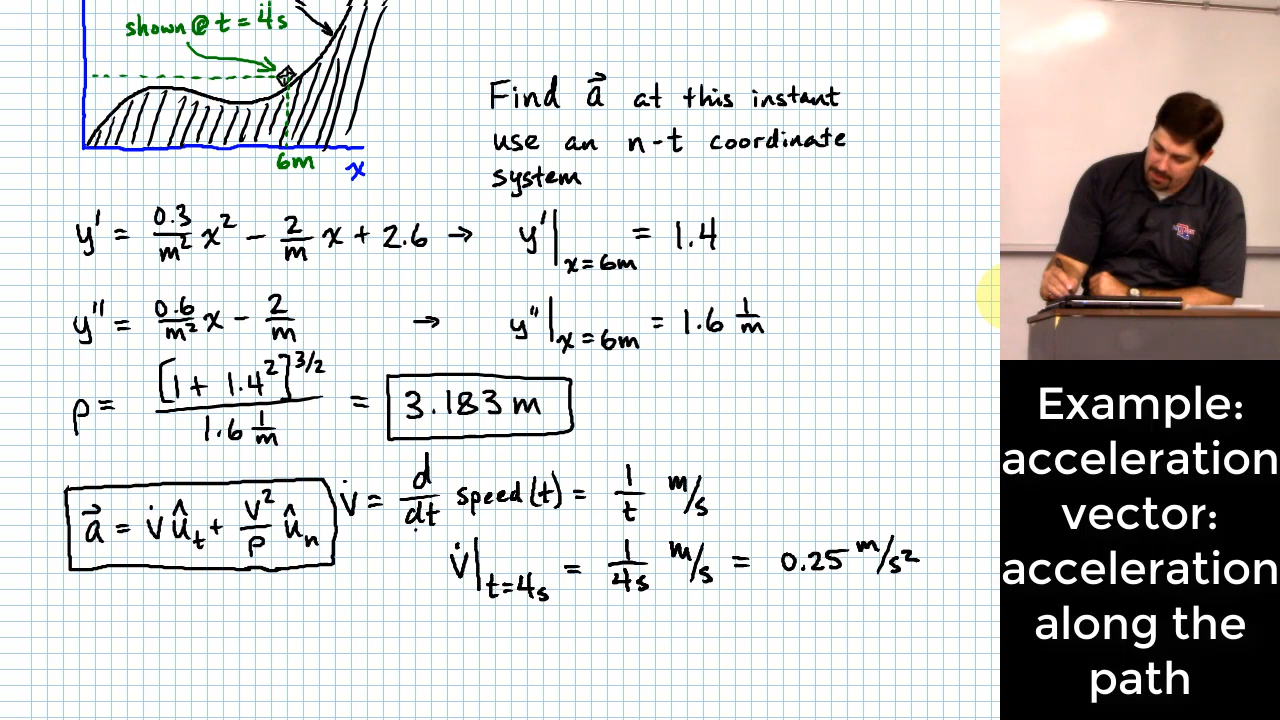 shown @ t = 4s
6m
x
Find a⃗ at this instant
use an n-t coordinate
system
y' = 0.3/m² x² - 2/m x + 2.6 → y'|x=6m = 1.4
y" = 0.6/m² x - 2/m → y"|x=6m = 1.6 1/m
ρ = [1 + 1.4²]^3/2 / 1.6 1/m = 3.183 m
a⃗ = v̇ û_t + v²/ρ û_n
v̇ = d/dt speed(t) = 1/t m/s
v̇|t=4s = 1/4s m/s = 0.25 m/s²
Example:
acceleration
vector:
acceleration
along the
path